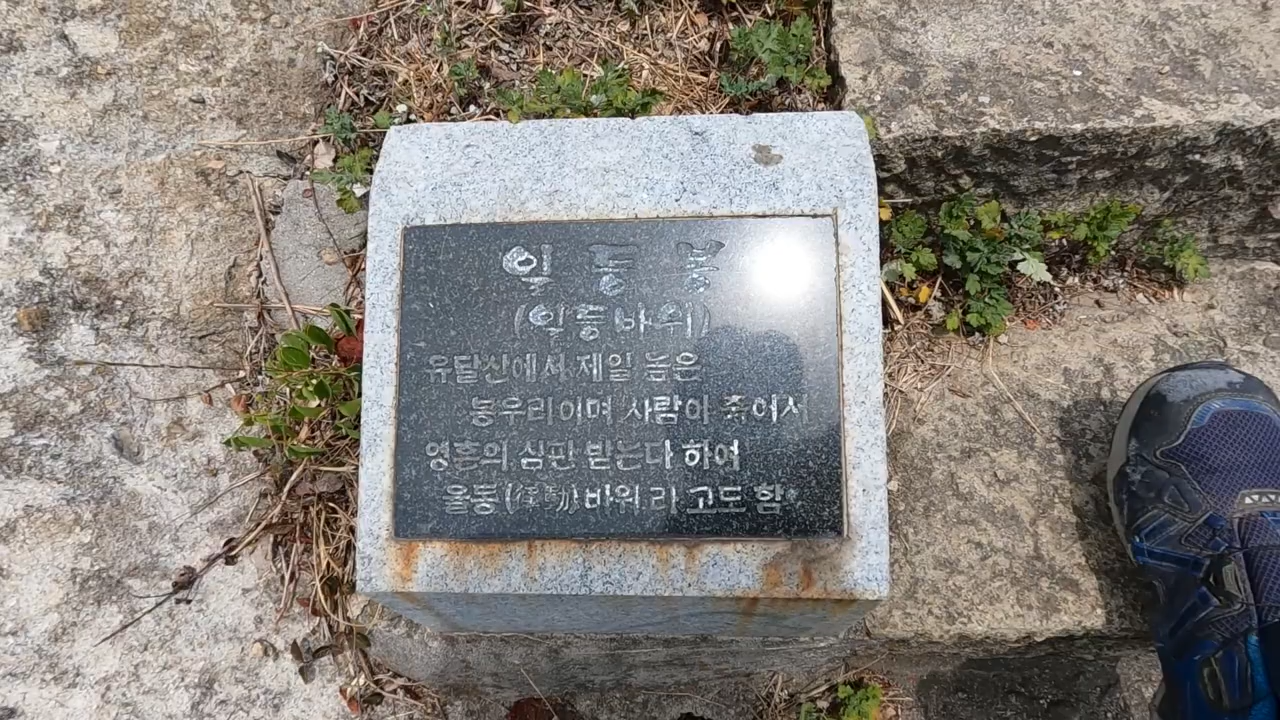 일등봉
(일등바위)
유달산에서 제일 높은
봉우리이며 사람이 죽어서
영혼의 심판 받는다 하여
율동(律動)바위라고도 함